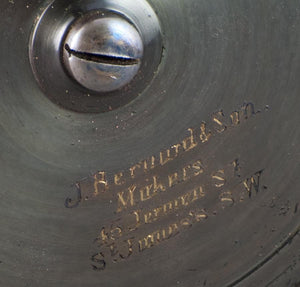 J. Bernard & Son.
Makers
45 Jermyn St
St James's. S.W.